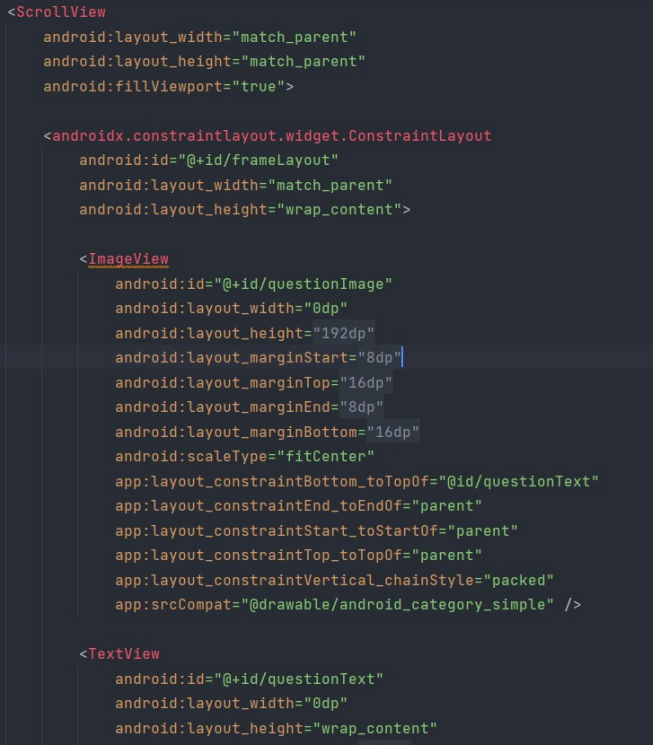 <ScrollView
android:layout_width="match_parent"
android:layout_height="match_parent"
android:fillViewport="true">
<androidx.constraintlayout.widget.ConstraintLayout
android:id="@+id/frameLayout"
android:layout_width="match_parent"
android:layout_height="wrap_content">
<ImageView
android:id="@+id/questionImage"
android:layout_width="0dp"
android:layout_height="192dp"
android:layout_marginStart="8dp"
android:layout_marginTop="16dp"
android:layout_marginEnd="8dp"
android:layout_marginBottom="16dp"
android:scaleType="fitCenter"
app:layout_constraintBottom_toTopOf="@id/questionText"
app:layout_constraintEnd_toEndOf="parent"
app:layout_constraintStart_toStartOf="parent"
app:layout_constraintTop_toTopOf="parent"
app:layout_constraintVertical_chainStyle="packed"
app:srcCompat="@drawable/android_category_simple" />
<TextView
android:id="@+id/questionText"
android:layout_width="0dp"
android:layout_height="wrap_content"